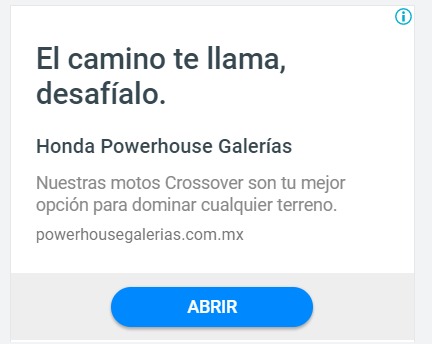 El camino te llama,
desafíalo.
Honda Powerhouse Galerías
Nuestras motos Crossover son tu mejor
opción para dominar cualquier terreno.
powerhousegalerias.com.mx
ABRIR